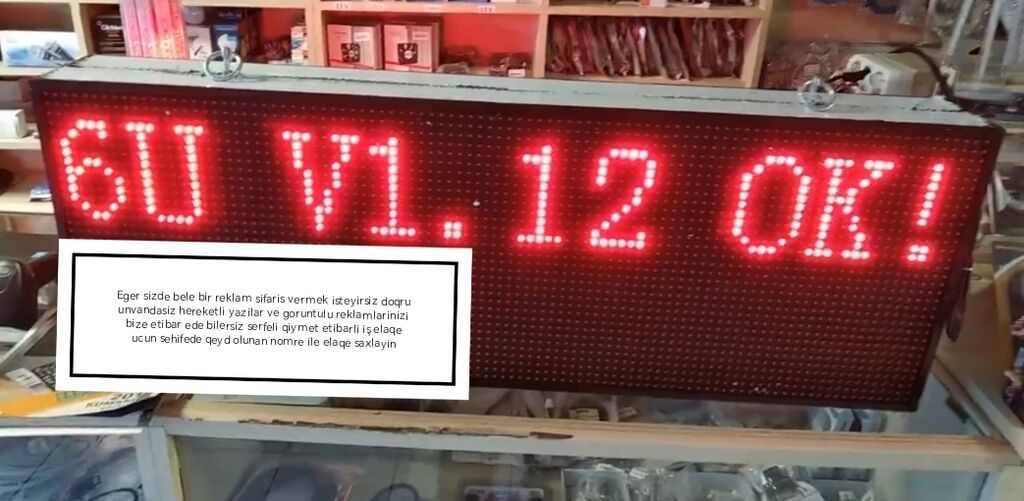 6U V1.12 OK!
Eger sizde bele bir reklam sifaris vermek isteyirsiz doqru
unvandasiz hereketli yazilar ve goruntulu reklamlarinizi
bize etibar ede bilersiz serfeli qiymet etibarli iş elaqe
ucun sehifede qeyd olunan nomre ile elaqe saxlayin